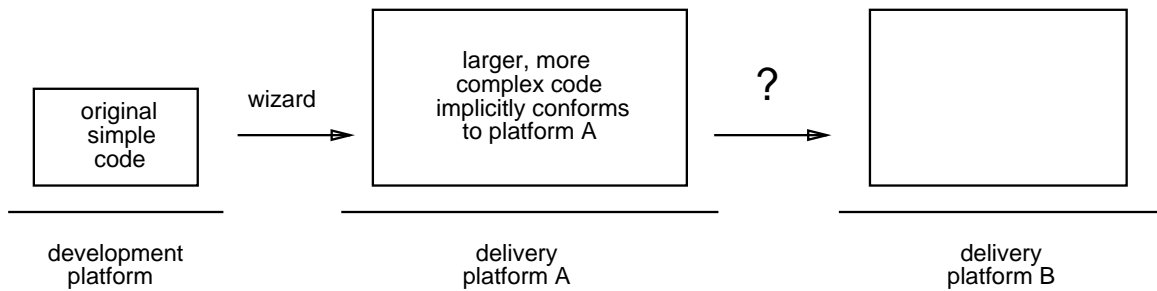 original
simple
code
wizard
larger, more
complex code
implicitly conforms
to platform A
?
development
platform
delivery
platform A
delivery
platform B